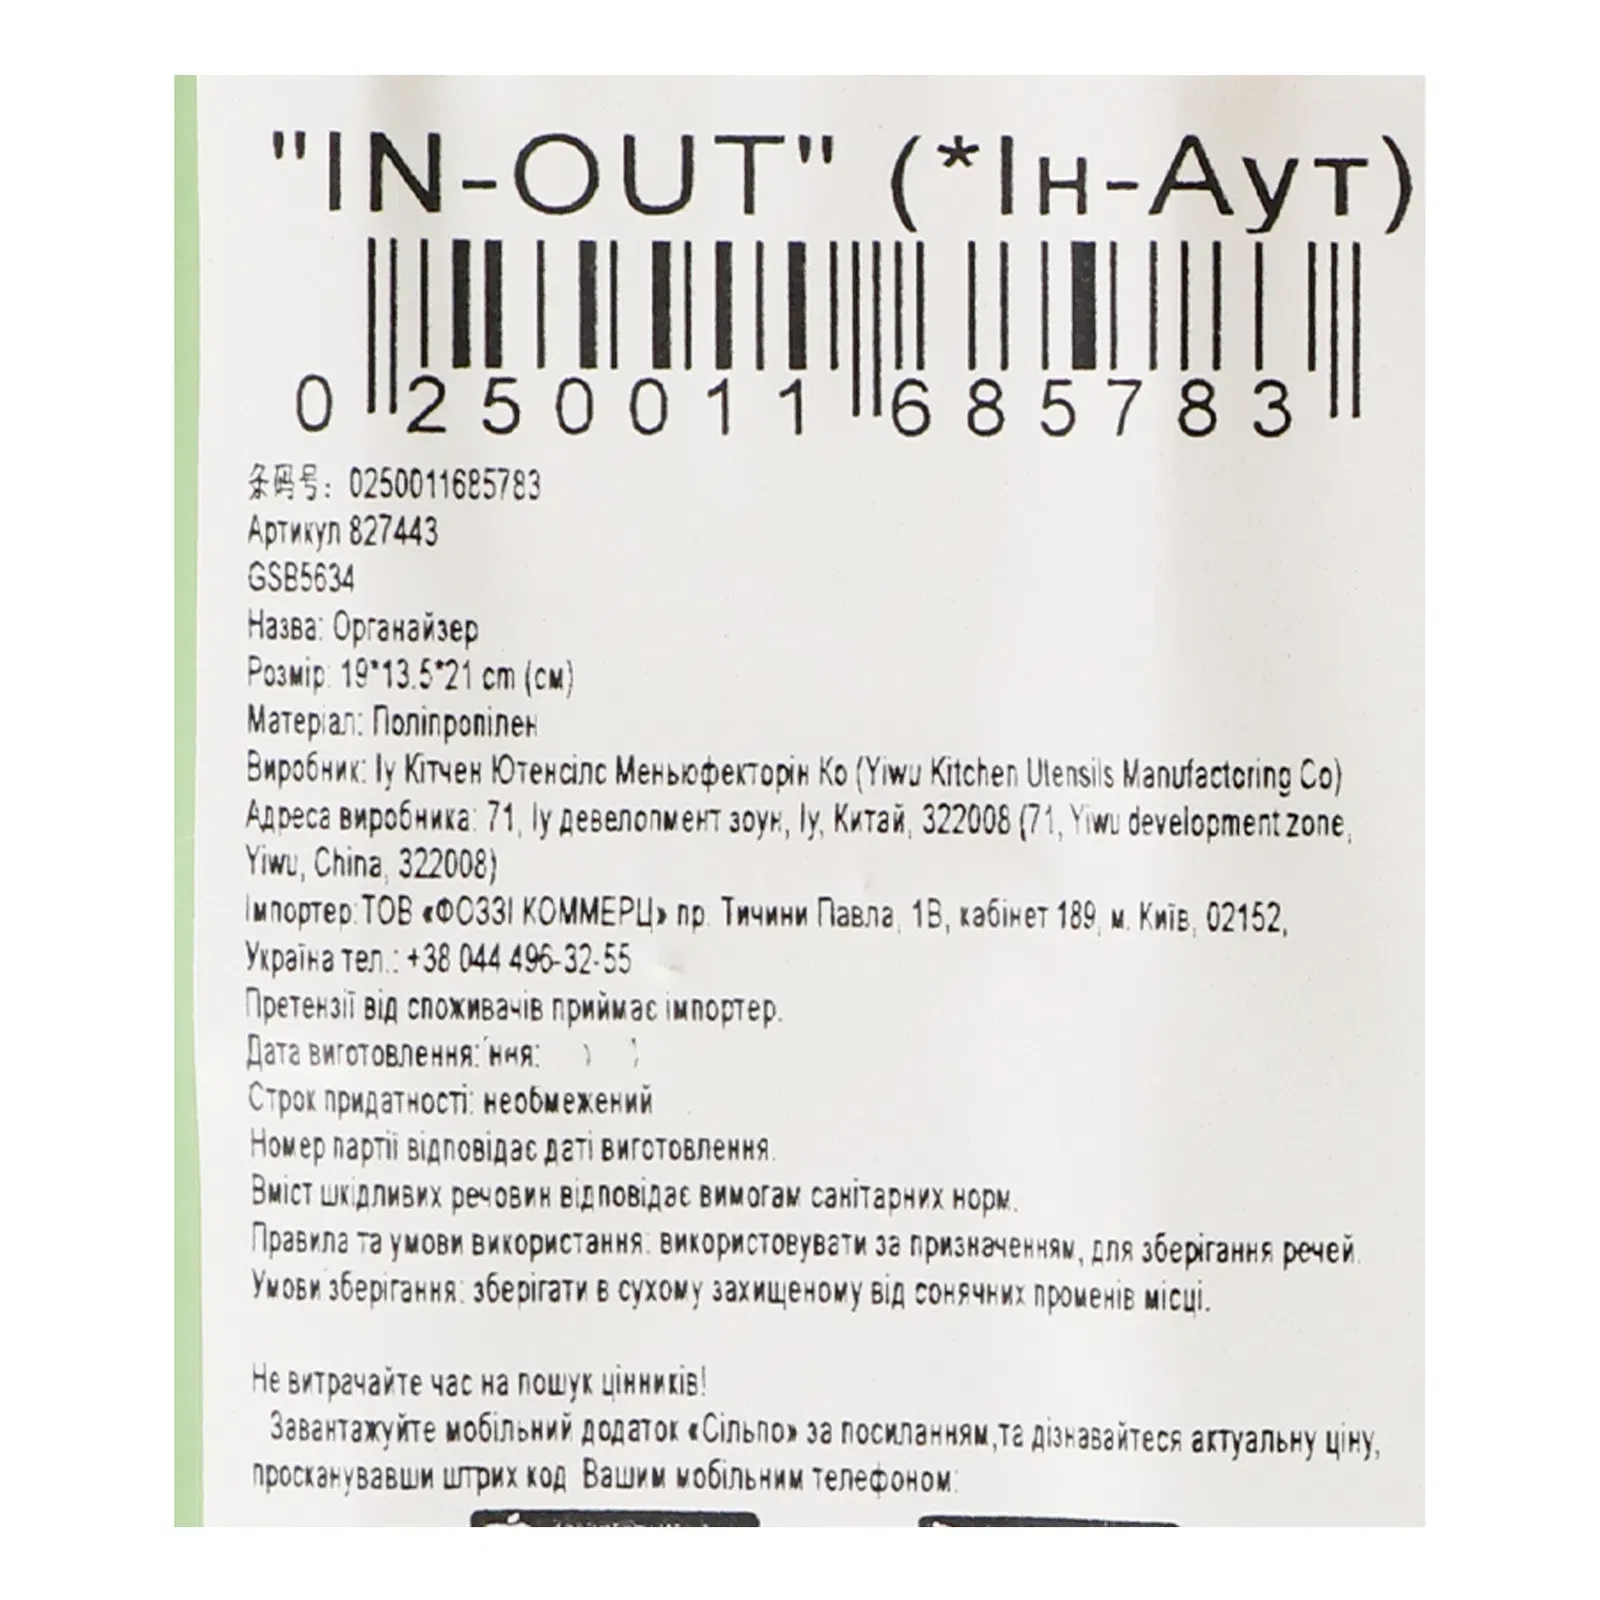 "IN-OUT" (*Ін-Аут)
0 250011 685783
条码号: 0250011685783
Артикул 827443
GSB5634
Назва: Органайзер
Розмір: 19*13.5*21 cm (см)
Матеріал: Поліпропілен
Виробник: Іу Кітчен Ютенсілс Меньюфекторін Ко (Yiwu Kitchen Utensils Manufactoring Co)
Адреса виробника: 71, Іу девелопмент зоун, Іу, Китай, 322008 (71, Yiwu development zone,
Yiwu, China, 322008)
Імпортер: ТОВ «ФОЗЗІ КОММЕРЦ» пр. Тичини Павла, 1В, кабінет 189, м. Київ, 02152,
Україна тел.: +38 044 496-32-55
Претензії від споживачів приймає імпортер.
Дата виготовлення:
Строк придатності: необмежений
Номер партії відповідає даті виготовлення.
Вміст шкідливих речовин відповідає вимогам санітарних норм.
Правила та умови використання: використовувати за призначенням, для зберігання речей.
Умови зберігання: зберігати в сухому захищеному від сонячних променів місці.
Не витрачайте час на пошук цінників!
Завантажуйте мобільний додаток «Сільпо» за посиланням,та дізнавайтеся актуальну ціну,
просканувавши штрих код Вашим мобільним телефоном: